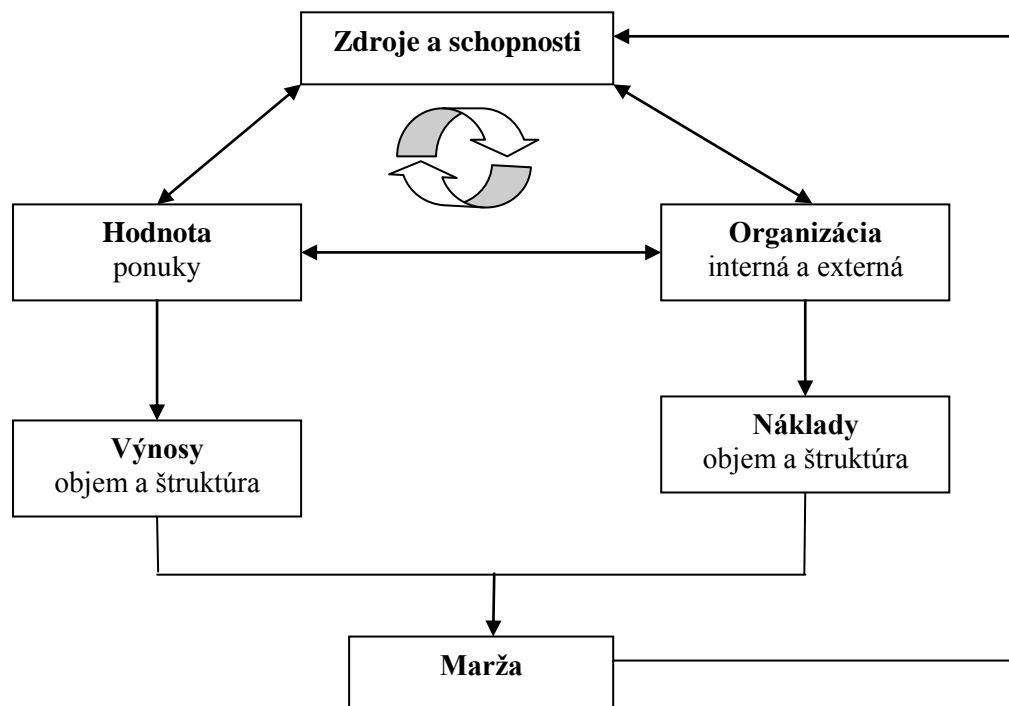 Zdroje a schopnosti
Hodnota
ponuky
Organizácia
interná a externá
Výnosy
objem a štruktúra
Náklady
objem a štruktúra
Marža